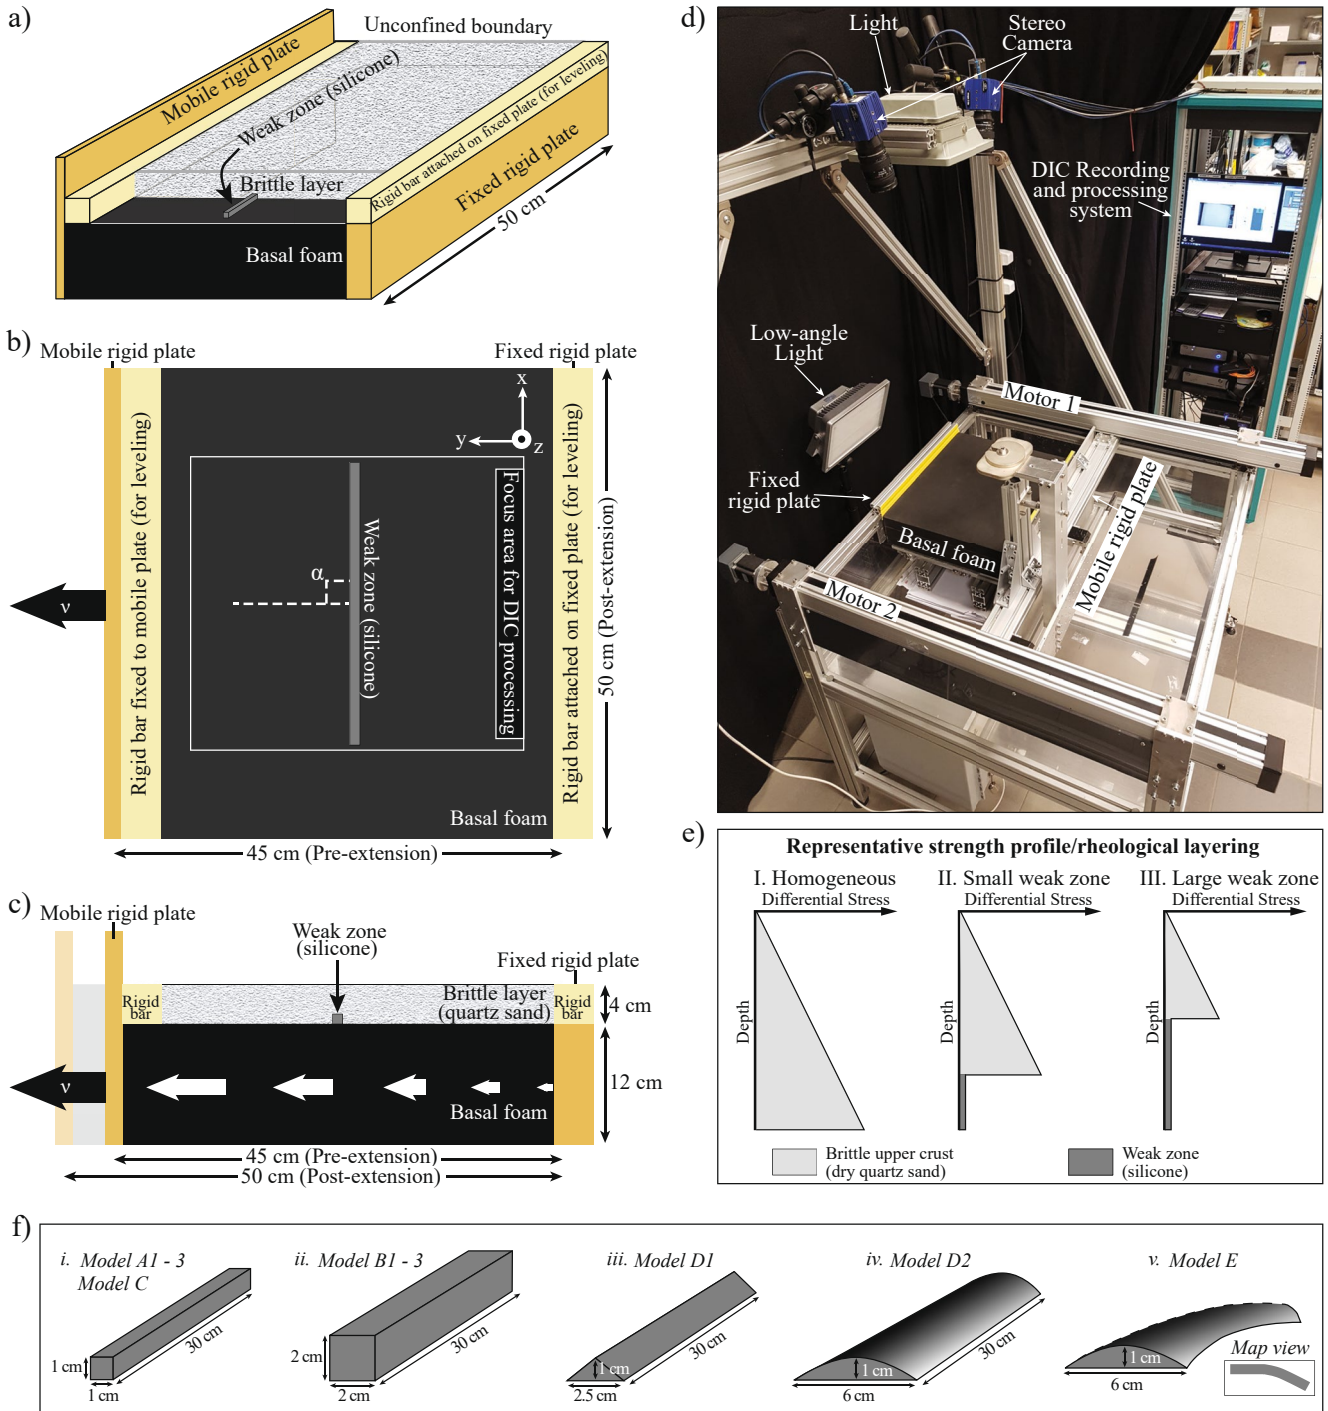 a)
Unconfined boundary
Mobile rigid plate
Weak zone (silicone)
Brittle layer
Rigid bar attached on fixed plate (for leveling)
Fixed rigid plate
Basal foam
50 cm
b)
Mobile rigid plate
Fixed rigid plate
x
y
z
Rigid bar fixed to mobile plate (for leveling)
α
Weak zone (silicone)
Focus area for DIC processing
Rigid bar attached on fixed plate (for leveling)
50 cm (Post-extension)
ν
Basal foam
45 cm (Pre-extension)
c)
Mobile rigid plate
Weak zone
(silicone)
Fixed rigid plate
Rigid
bar
Brittle layer
(quartz sand)
Rigid
bar
4 cm
ν
12 cm
Basal foam
45 cm (Pre-extension)
50 cm (Post-extension)
d)
Light
Stereo
Camera
DIC Recording
and processing
system
Low-angle
Light
Motor 1
Fixed
rigid plate
Basal foam
Mobile rigid plate
Motor 2
e)
Representative strength profile/rheological layering
I. Homogeneous
Differential Stress
Depth
II. Small weak zone
Differential Stress
Depth
III. Large weak zone
Differential Stress
Depth
Brittle upper crust
(dry quartz sand)
Weak zone
(silicone)
f)
i. Model A1 - 3
Model C
1 cm
1 cm
30 cm
ii. Model B1 - 3
2 cm
2 cm
30 cm
iii. Model D1
1 cm
2.5 cm
30 cm
iv. Model D2
1 cm
6 cm
30 cm
v. Model E
1 cm
6 cm
Map view